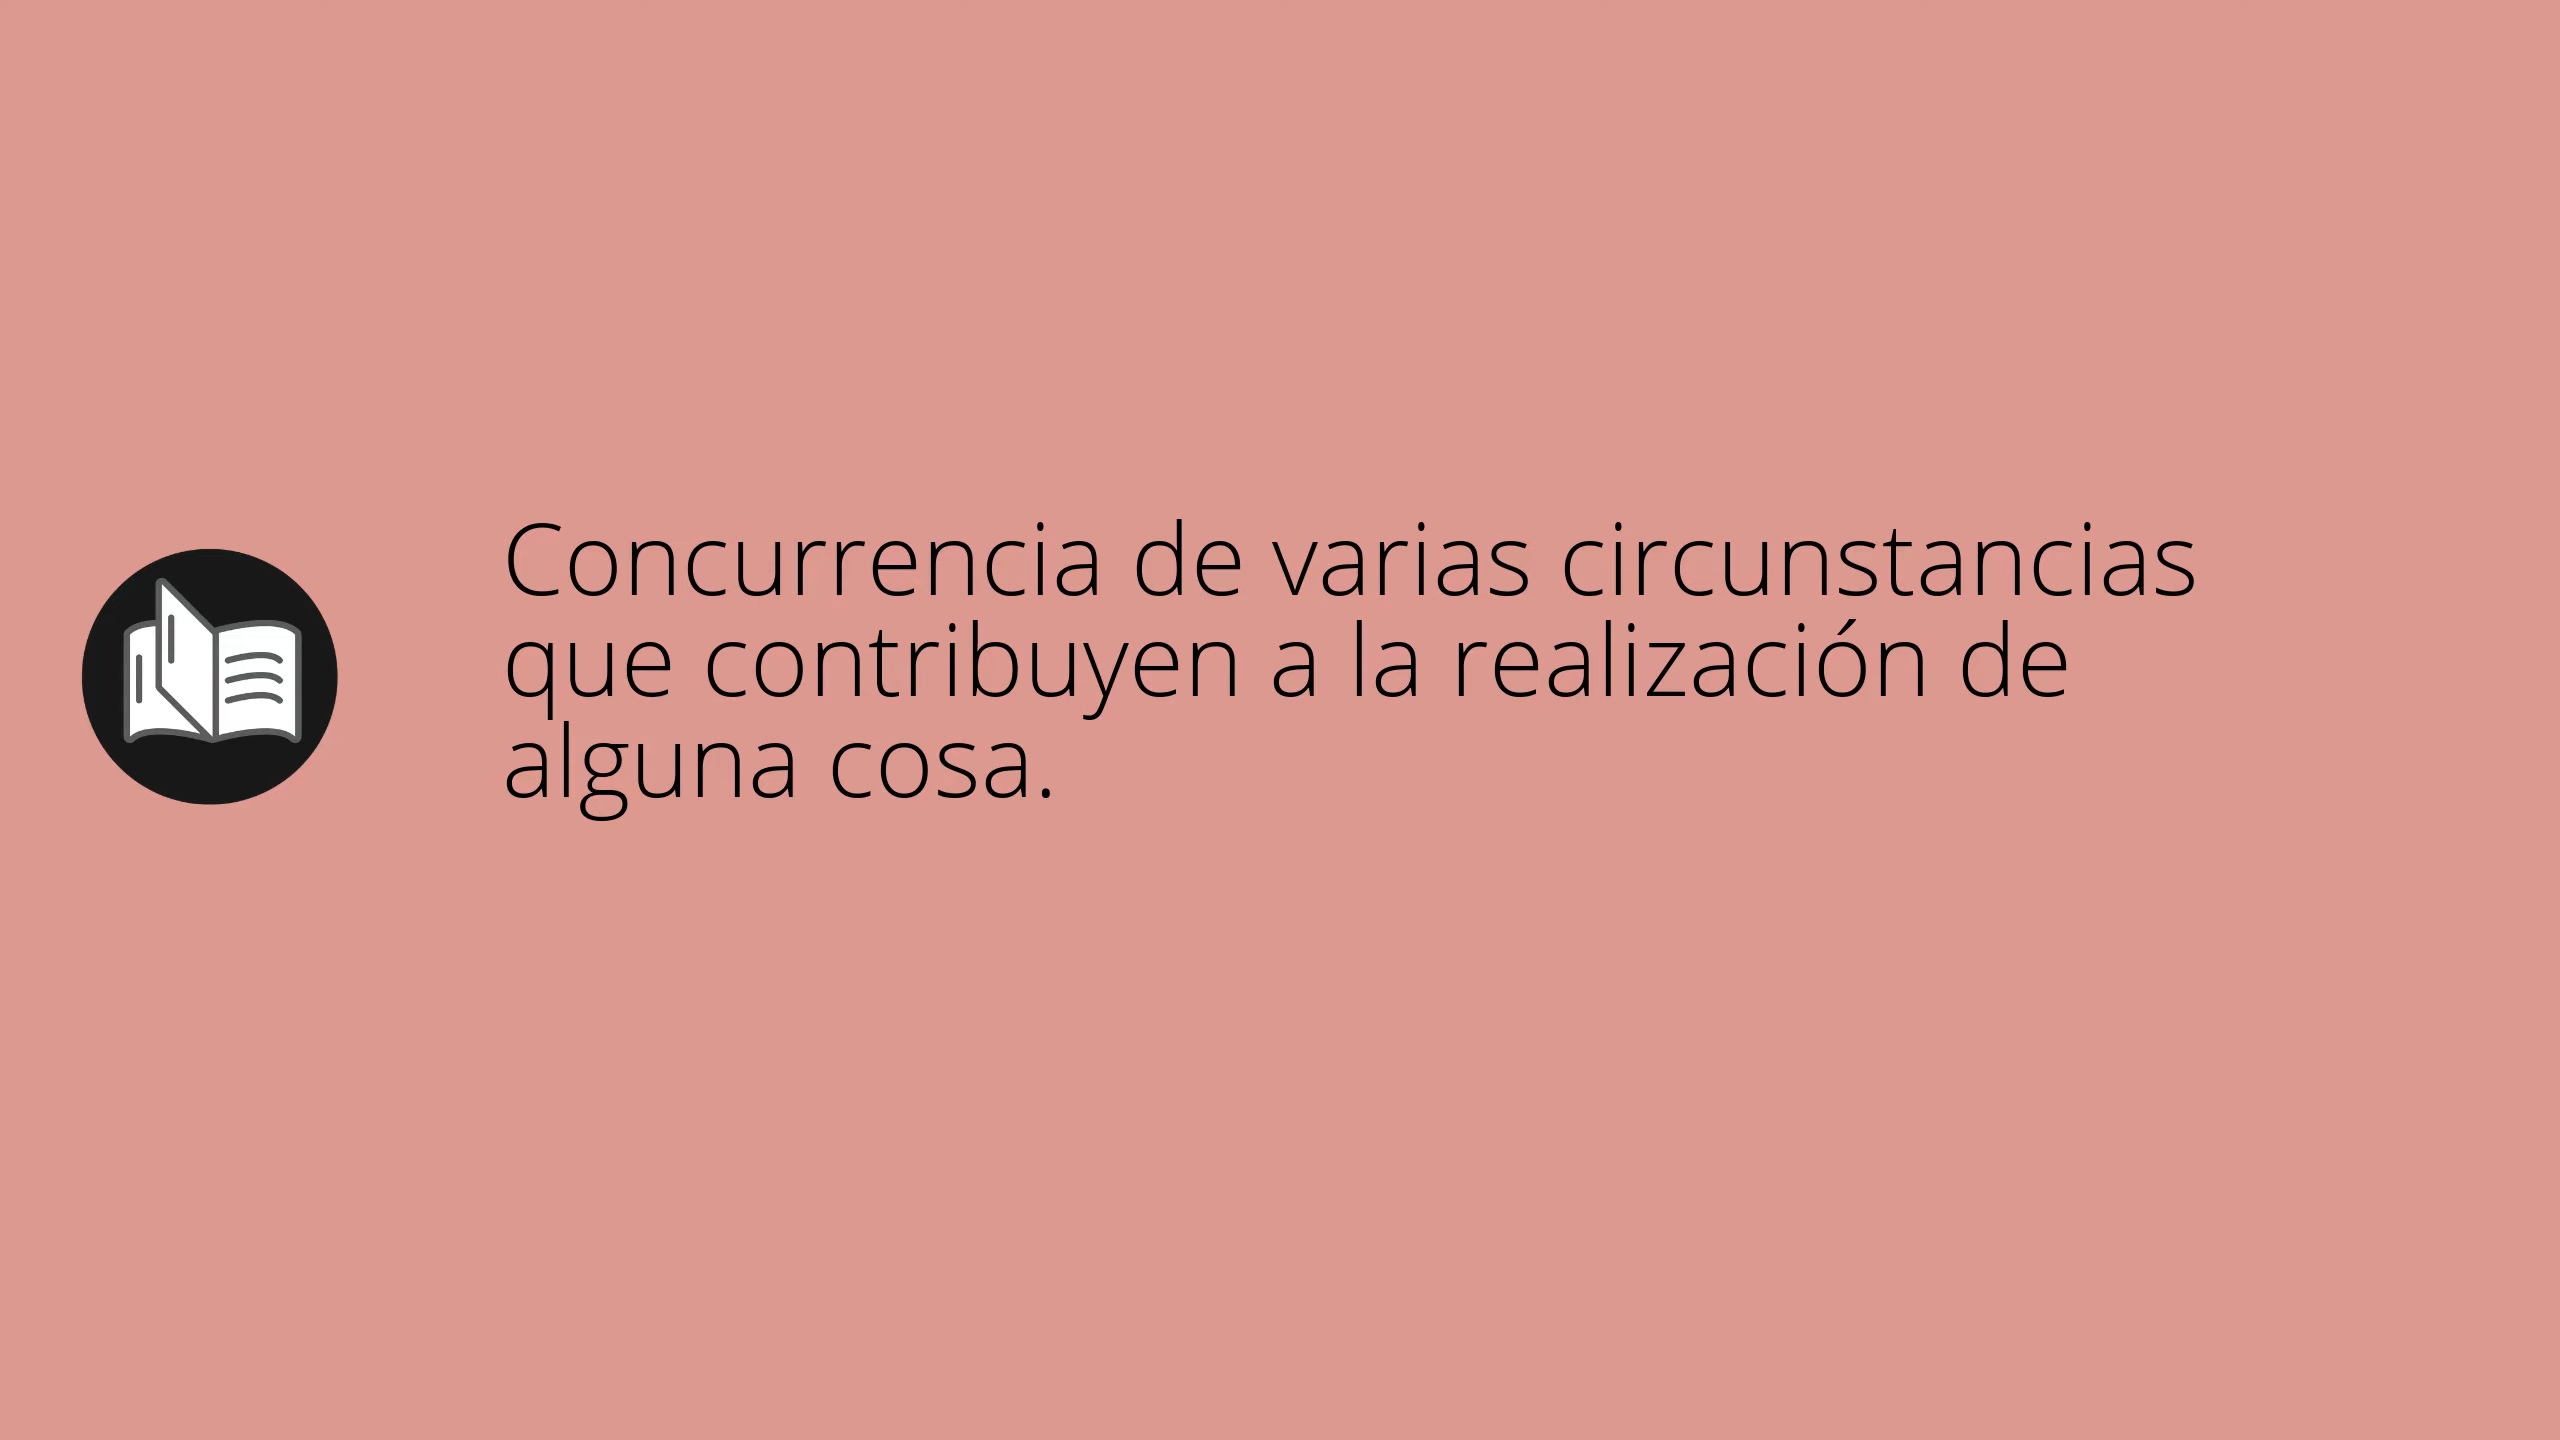 Concurrencia de varias circunstancias
que contribuyen a la realización de
alguna cosa.